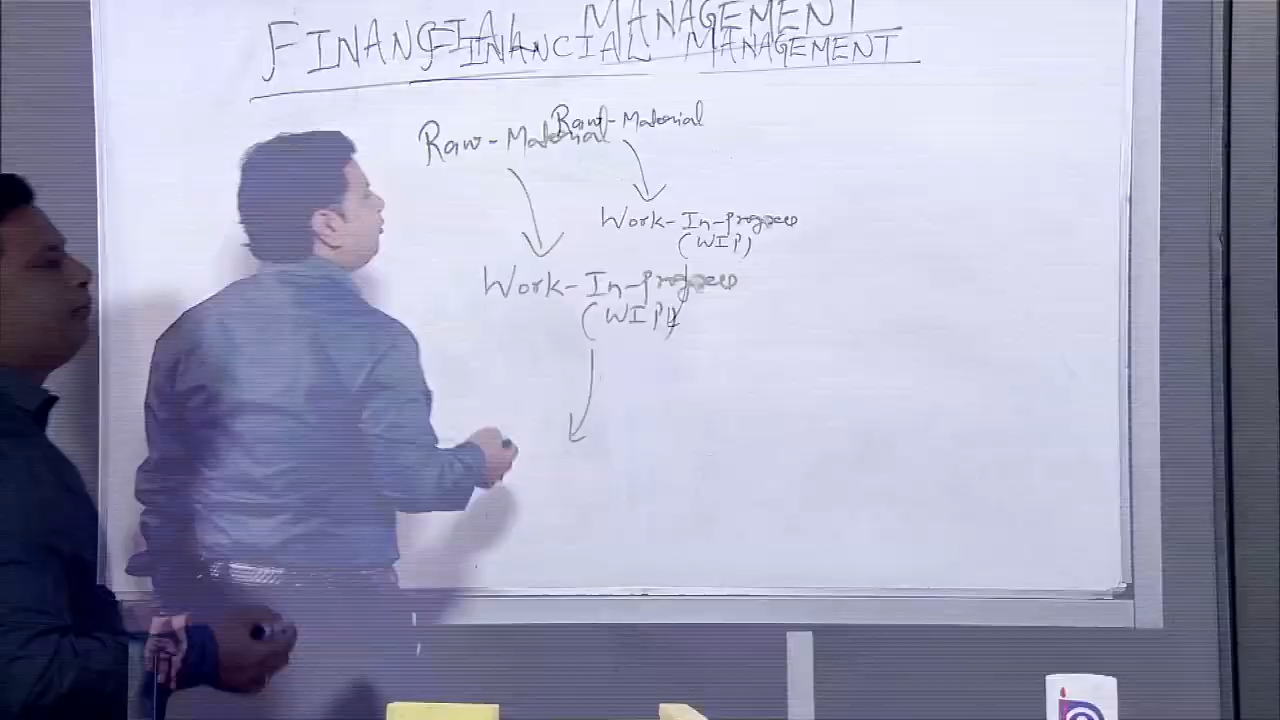 FINANCIAL MANAGEMENT
FINANCIAL MANAGEMENT
Raw-Material
Raw-Material
Work-In-progress
(WIP)
Work-In-progress
(WIP)